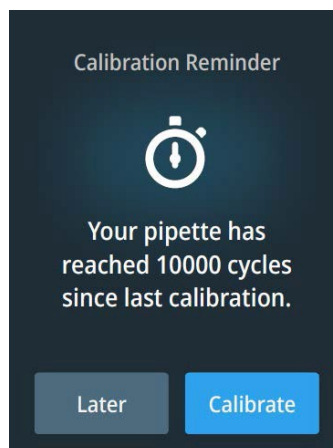 Calibration Reminder
Your pipette has
reached 10000 cycles
since last calibration.
Later
Calibrate